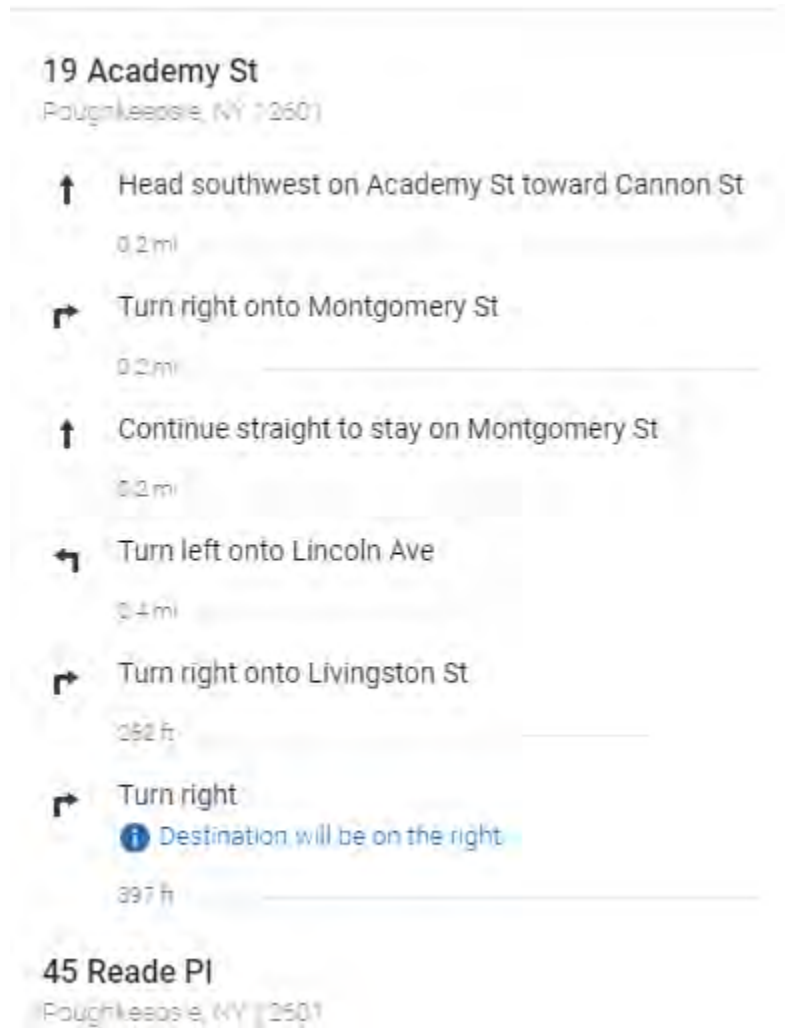 19 Academy St
Poughkeepsie, NY 12601
Head southwest on Academy St toward Cannon St
0.2 mi
Turn right onto Montgomery St
0.2 mi
Continue straight to stay on Montgomery St
0.2 mi
Turn left onto Lincoln Ave
0.4 mi
Turn right onto Livingston St
ft
Turn right
Destination will be on the right
397 ft
45 Reade Pl
Poughkeepsie, NY 12601